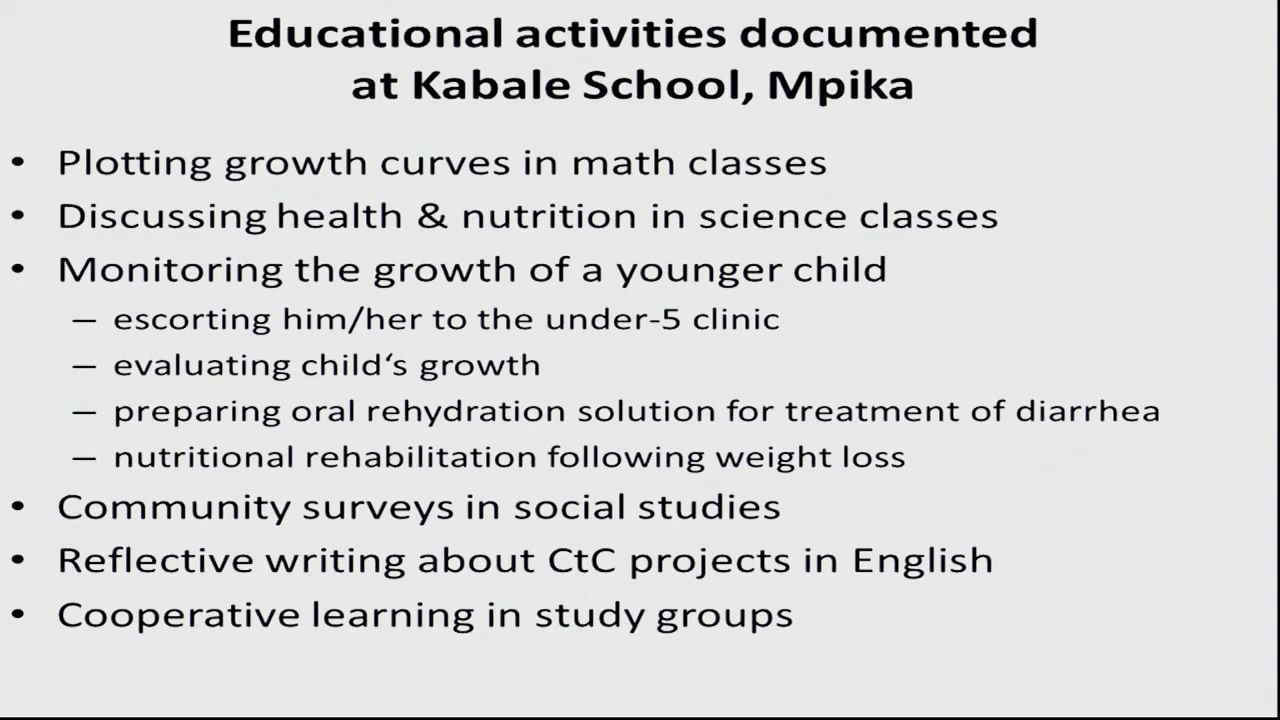 Educational activities documented
at Kabale School, Mpika
• Plotting growth curves in math classes
• Discussing health & nutrition in science classes
• Monitoring the growth of a younger child
– escorting him/her to the under-5 clinic
– evaluating child‘s growth
– preparing oral rehydration solution for treatment of diarrhea
– nutritional rehabilitation following weight loss
• Community surveys in social studies
• Reflective writing about CtC projects in English
• Cooperative learning in study groups